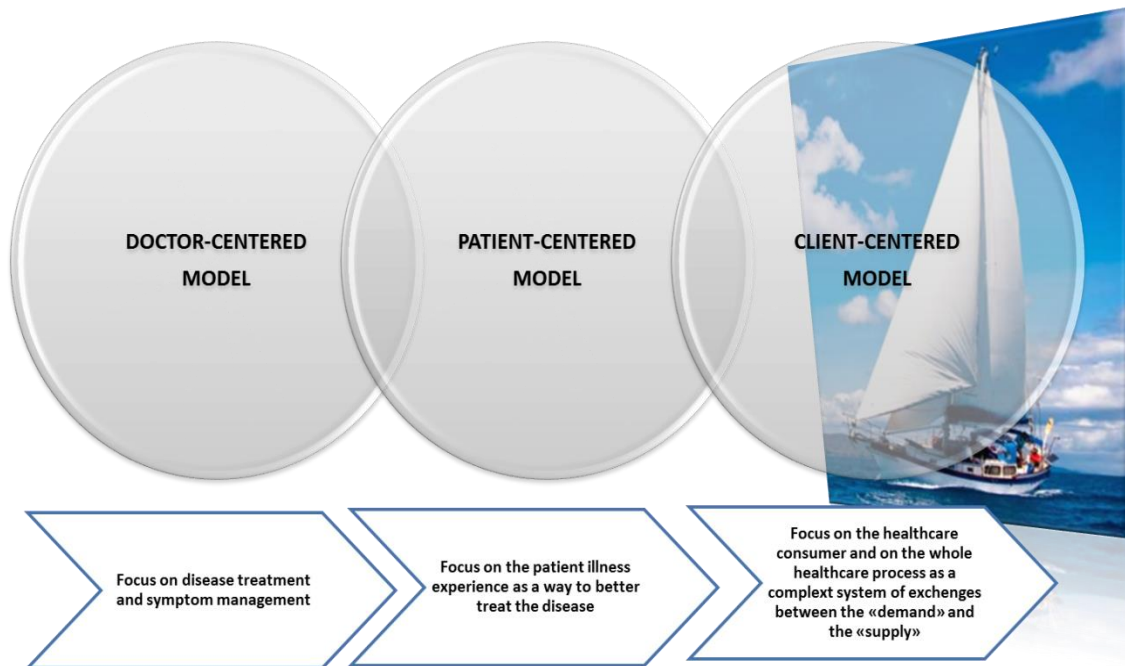 DOCTOR-CENTERED
MODEL
PATIENT-CENTERED
MODEL
CLIENT-CENTERED
MODEL
Focus on disease treatment
and symptom management
Focus on the patient illness
experience as a way to better
treat the disease
Focus on the healthcare
consumer and on the whole
healthcare process as a
complext system of exchanges
between the «demand» and
the «supply»